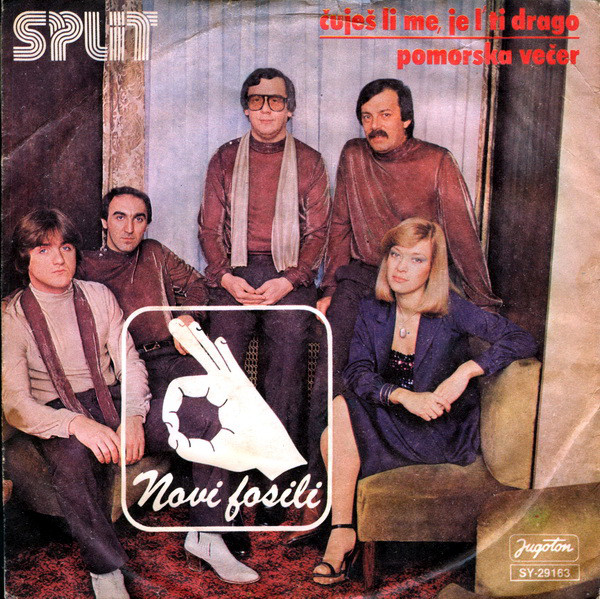 SPLIT
čuješ li me, je l' ti drago
pomorska večer
Novi fosili
Jugoton
SY-29163